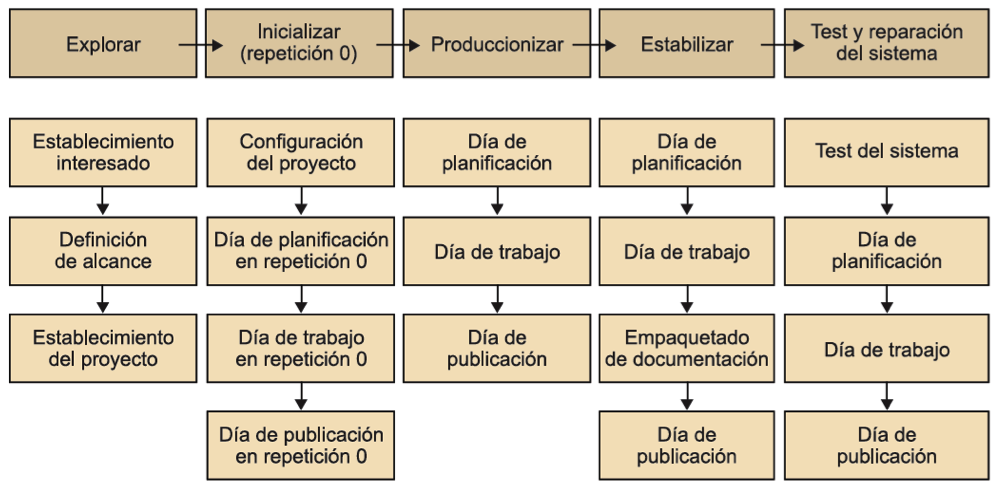 Explorar
Inicializar
(repetición 0)
Produccionizar
Estabilizar
Test y reparación
del sistema
Establecimiento
interesado
Definición
de alcance
Establecimiento
del proyecto
Configuración
del proyecto
Día de planificación
en repetición 0
Día de trabajo
en repetición 0
Día de publicación
en repetición 0
Día de
planificación
Día de trabajo
Día de
publicación
Día de
planificación
Día de trabajo
Empaquetado
de documentación
Día de
publicación
Test del sistema
Día de
planificación
Día de trabajo
Día de
publicación